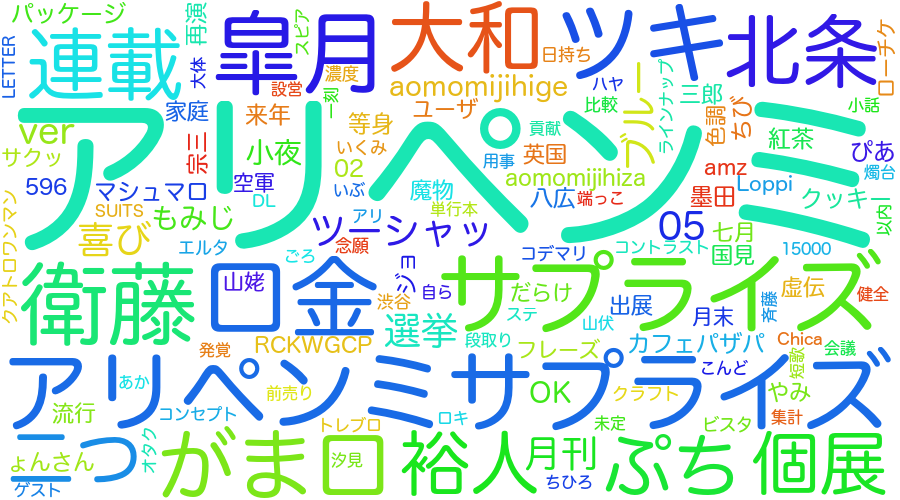 パッケージ
再演
スピア
大和
ツキ
日持ち
北条
ローチケ
LETTER
連載
大体
皐月
設営
濃度
一刻
aomomijihige
ハヤ
ブルー
ラインナップ
三郎
色調
ちび
小話
家庭
来年
ユーザ
比較
貢献
ver
アリペンノミ
等身
サクッ
宗三
小夜
いくみ
用事
英国
紅茶
ぴあ
02
596
マシュマロ
空軍
いぶ
魔物
aomomijihiza
amz
Loppi
燭台
DL
八広
端っこ
墨田
クッキー
以内
SUITS
もみじ
アリ
単行本
クアトロワンマン
喜び
エルタ
ツーシャッ
念願
05
七月
コデマリ
コントラスト
国見
15000
ごろ
衛藤
口金
山姥
ジョ
サプライズ
自ら
だらけ
渋谷
出展
虚伝
健全
ステ
山伏
月末
斉藤
選挙
段取り
発覚
RCKWGCP
フレーズ
カフェパザパ
Chica
会議
アリペンノミサプライズ
こんど
短歌
あか
OK
クラフト
やみ
前売り
流行
コンセプト
トレブロ
ロキ
未定
ビスタ
集計
二つ
オタク
がま口
汐見
裕人
月刊
ぷち
個展
ょんさん
ゲスト
ちひろ